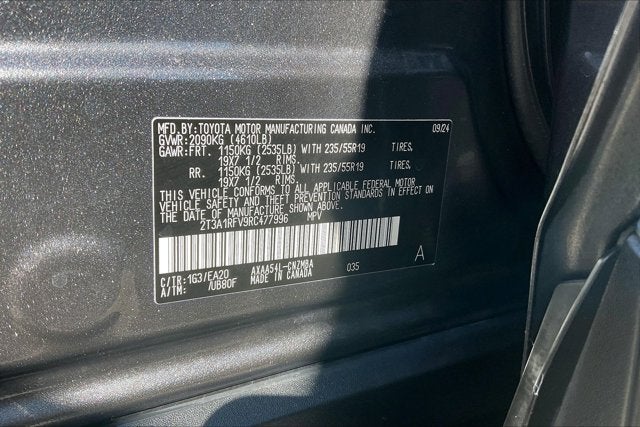 MFD.BY:TOYOTA MOTOR MANUFACTURING CANADA INC. 09/24
GVWR:2090KG (4610LB)
GAWR:FRT. 1150KG (2535LB) WITH 235/55R19 TIRES,
19X7 1/2 RIMS.
RR. 1150KG (2535LB) WITH 235/55R19 TIRES,
19X7 1/2 RIMS.
THIS VEHICLE CONFORMS TO ALL APPLICABLE FEDERAL MOTOR
VEHICLE SAFETY AND THEFT PREVENTION STANDARDS IN EFFECT ON
THE DATE OF MANUFACTURE SHOWN ABOVE.
2T3A1RFV9RC477996 MPV
C/TR:1G3/EA20 AXAA54L-CNZMBA 035 A
A/TM: /UB80F MADE IN CANADA